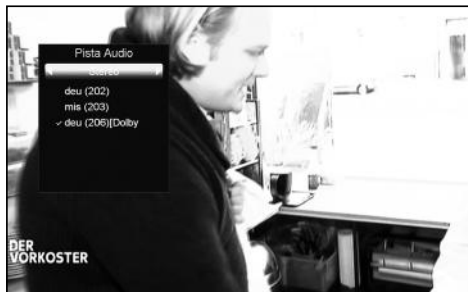 Pista Audio
Stereo
deu (202)
mis (203)
deu (206)[Dolby
DER
VORKOSTER